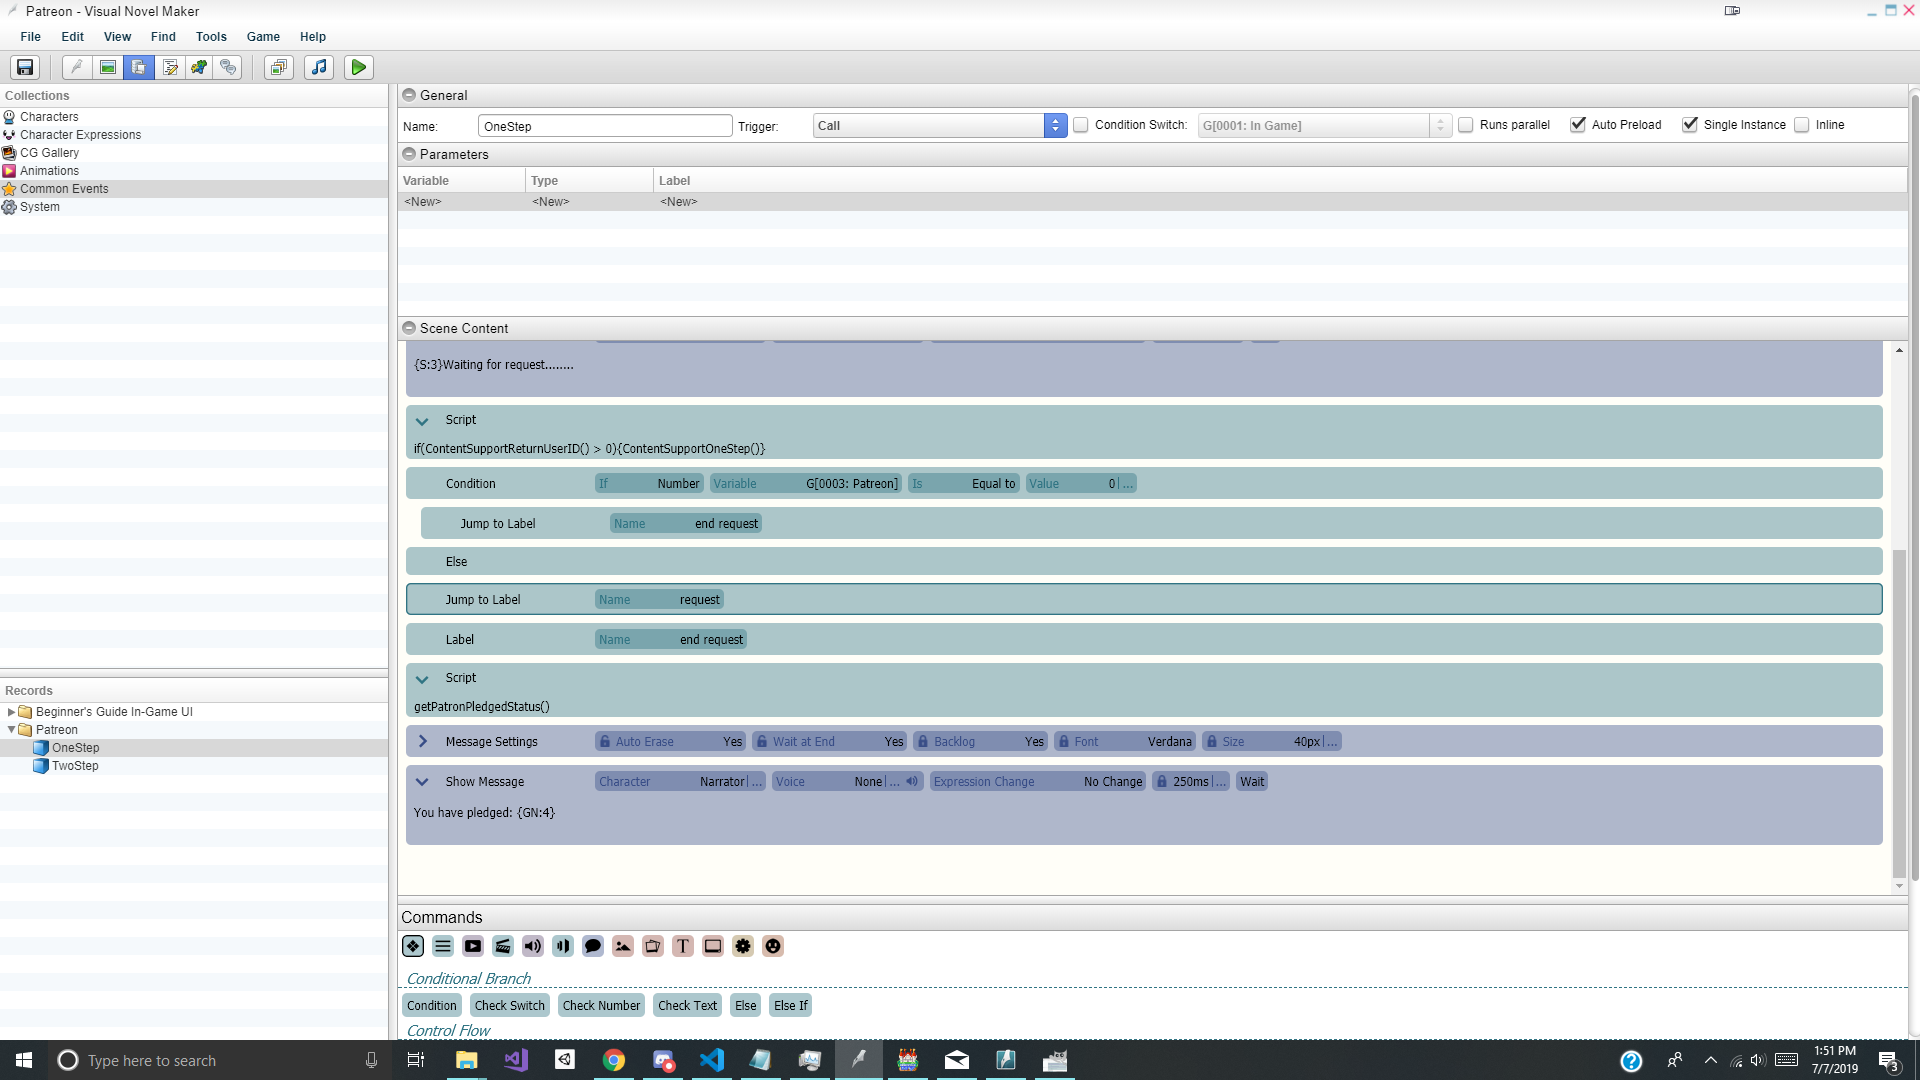 Patreon - Visual Novel Maker
File Edit View Find Tools Game Help
Collections
Characters
Character Expressions
CG Gallery
Animations
Common Events
System
Records
Beginner's Guide In-Game UI
Patreon
OneStep
TwoStep
General
Name: OneStep Trigger: Call Condition Switch: G[0001: In Game] Runs parallel Auto Preload Single Instance Inline
Parameters
Variable Type Label
<New> <New> <New>
Scene Content
{S:3}Waiting for request........
Script
if(ContentSupportReturnUserID() > 0){ContentSupportOneStep()}
Condition If Number Variable G[0003: Patreon] Is Equal to Value 0|...
Jump to Label Name end request
Else
Jump to Label Name request
Label Name end request
Script
getPatronPledgedStatus()
Message Settings Auto Erase Yes Wait at End Yes Backlog Yes Font Verdana Size 40px|...
Show Message Character Narrator|... Voice None|... Expression Change No Change 250ms|... Wait
You have pledged: {GN:4}
Commands
T
Conditional Branch
Condition Check Switch Check Number Check Text Else Else If
Control Flow
Type here to search
1:51 PM
7/7/2019
3